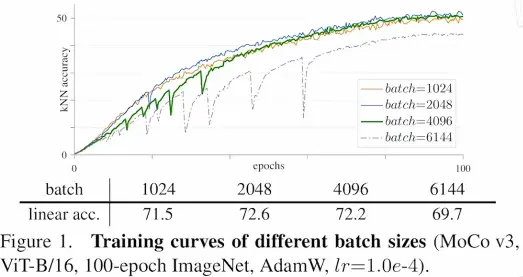 50
kNN accuracy
batch=1024
batch=2048
batch=4096
batch=6144
0
0 epochs 100
batch 1024 2048 4096 6144
linear acc. 71.5 72.6 72.2 69.7
Figure 1. Training curves of different batch sizes (MoCo v3,
ViT-B/16, 100-epoch ImageNet, AdamW, lr=1.0e-4).